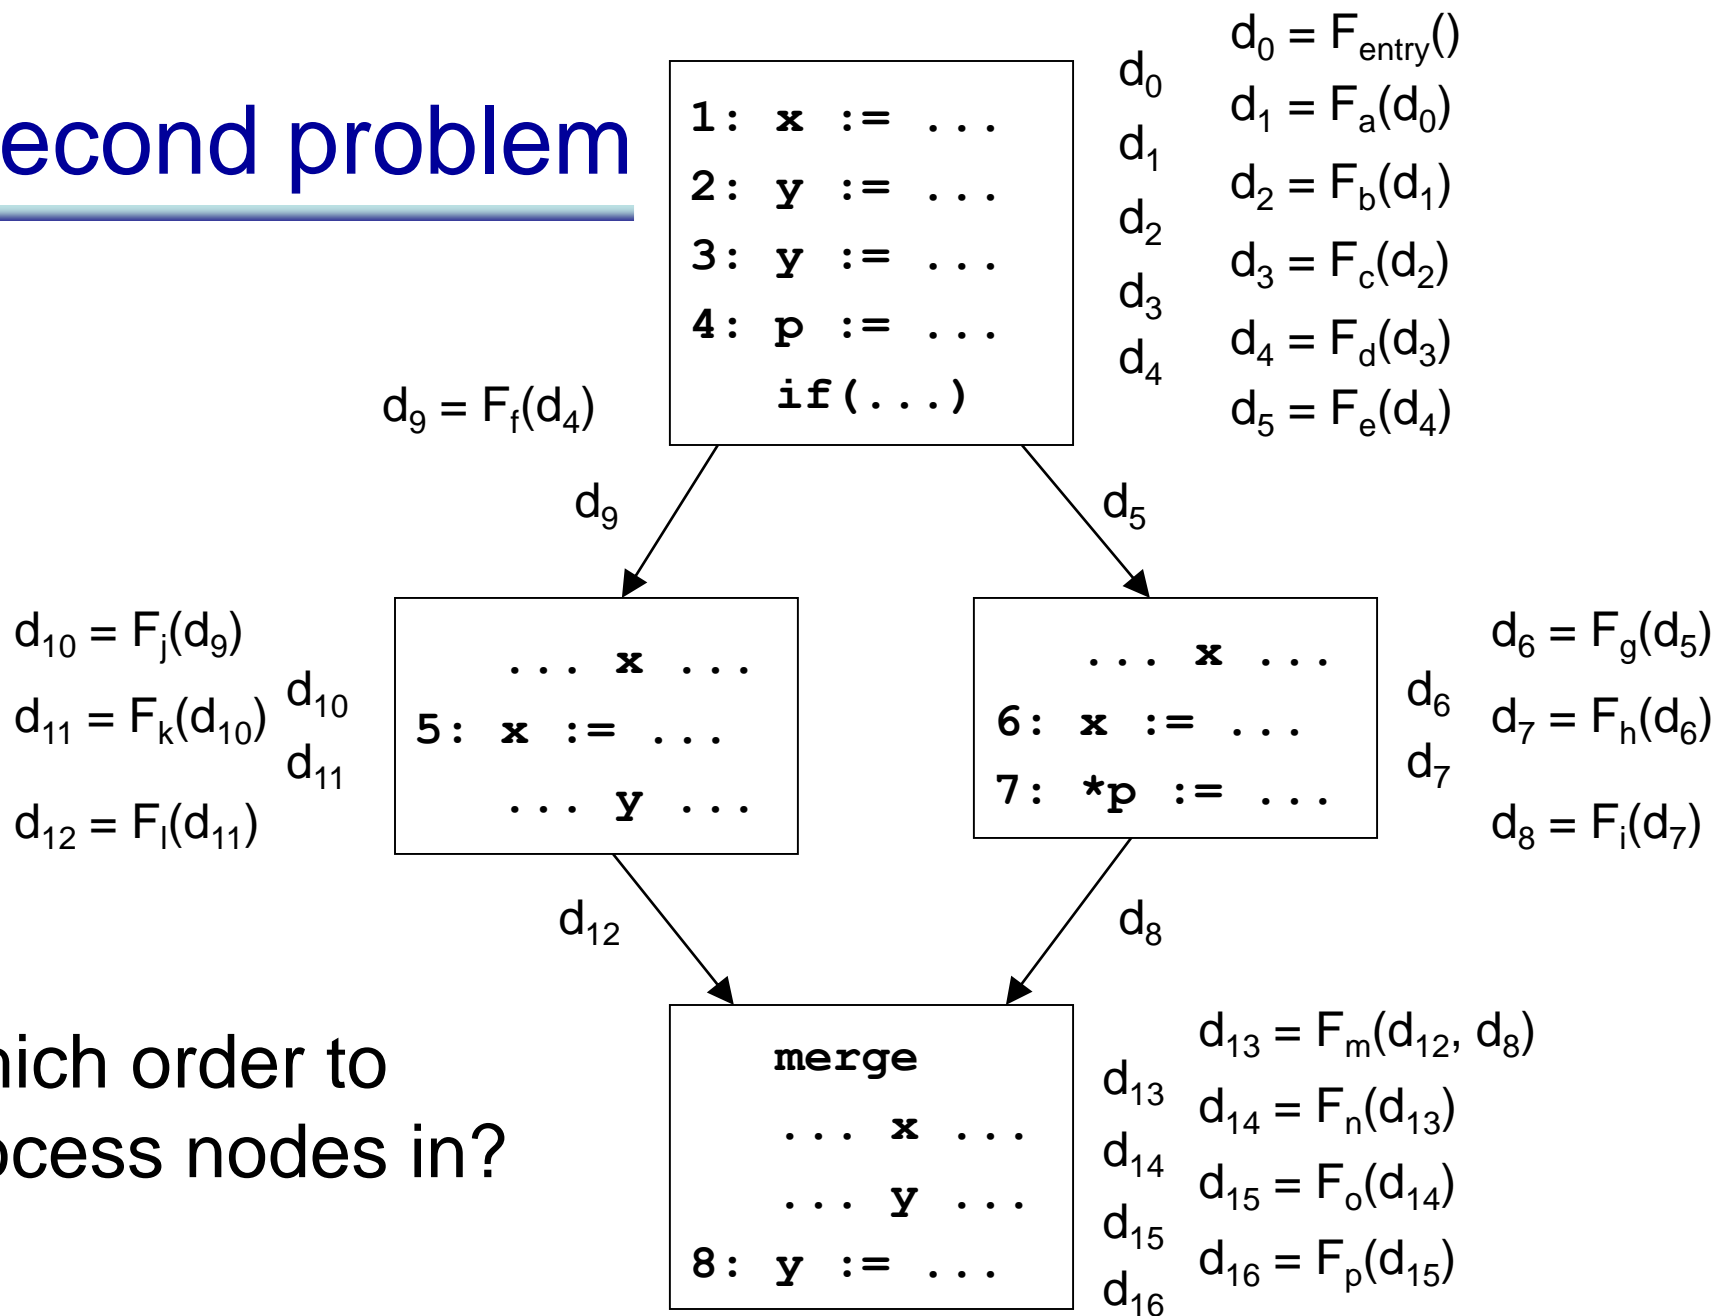 econd problem
1: x := ...
2: y := ...
3: y := ...
4: p := ...
if(...)
d0
d1
d2
d3
d4
d0 = Fentry()
d1 = Fa(d0)
d2 = Fb(d1)
d3 = Fc(d2)
d4 = Fd(d3)
d5 = Fe(d4)
d9 = Ff(d4)
d9
d5
d10 = Fj(d9)
d11 = Fk(d10)
d12 = Fl(d11)
d10
d11
... x ...
5: x := ...
... y ...
... x ...
6: x := ...
7: *p := ...
d6
d7
d6 = Fg(d5)
d7 = Fh(d6)
d8 = Fi(d7)
d12
d8
hich order to
ocess nodes in?
merge
... x ...
... y ...
8: y := ...
d13
d14
d15
d16
d13 = Fm(d12, d8)
d14 = Fn(d13)
d15 = Fo(d14)
d16 = Fp(d15)